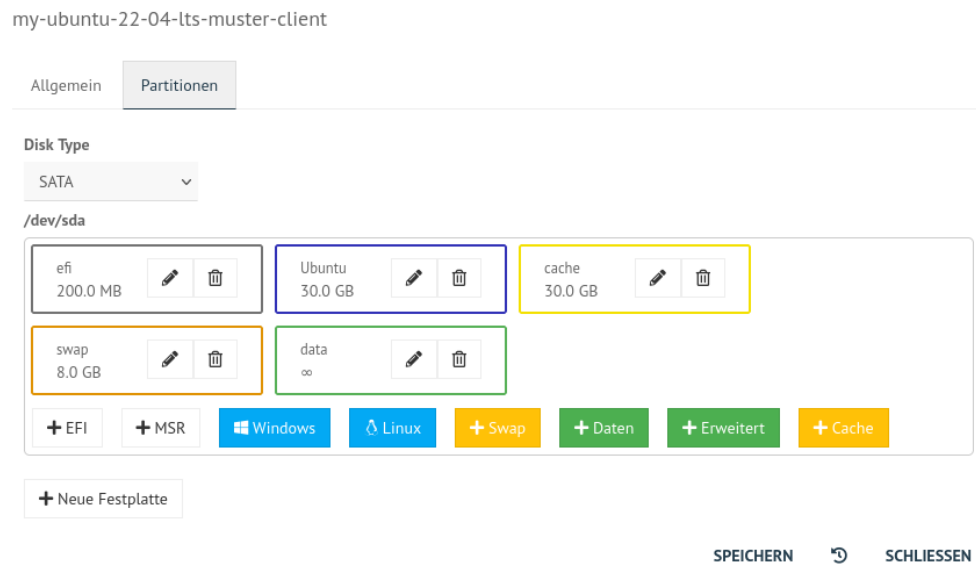 my-ubuntu-22-04-lts-muster-client
Allgemein Partitionen
Disk Type
SATA
/dev/sda
efi
200.0 MB
Ubuntu
30.0 GB
cache
30.0 GB
swap
8.0 GB
data
∞
+ EFI + MSR Windows Linux + Swap + Daten + Erweitert + Cache
+ Neue Festplatte
SPEICHERN SCHLIESSEN